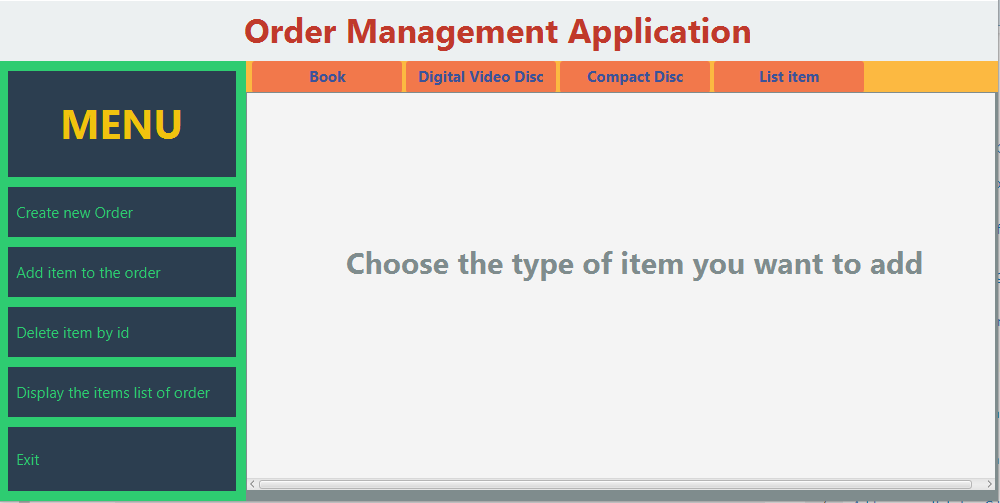 Order Management Application
MENU
Create new Order
Add item to the order
Delete item by id
Display the items list of order
Exit
Book
Digital Video Disc
Compact Disc
List item
Choose the type of item you want to add